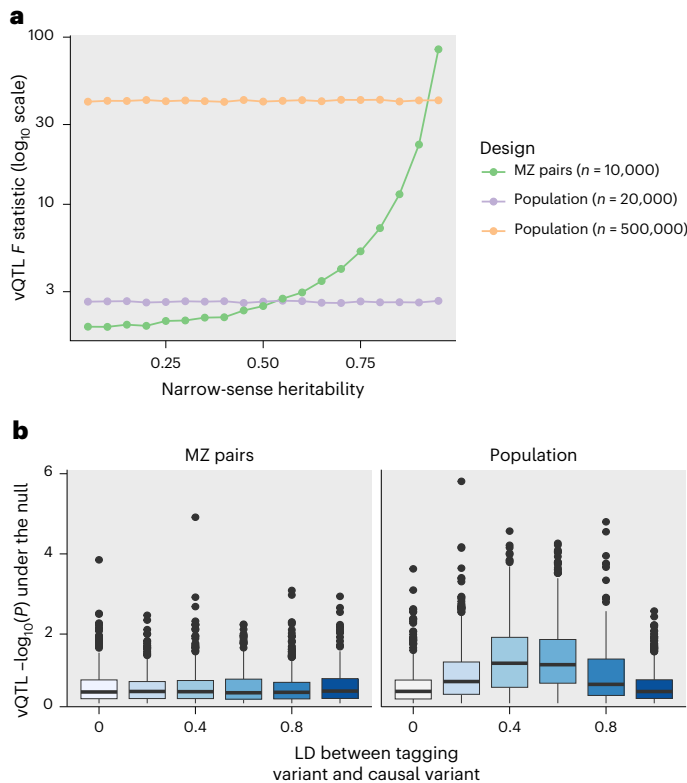 a
vQTL F statistic (log10 scale)
100
30
10
3
0.25 0.50 0.75
Narrow-sense heritability
Design
MZ pairs (n = 10,000)
Population (n = 20,000)
Population (n = 500,000)
b
MZ pairs Population
vQTL –log10(P) under the null
6
4
2
0
0 0.4 0.8 0 0.4 0.8
LD between tagging
variant and causal variant